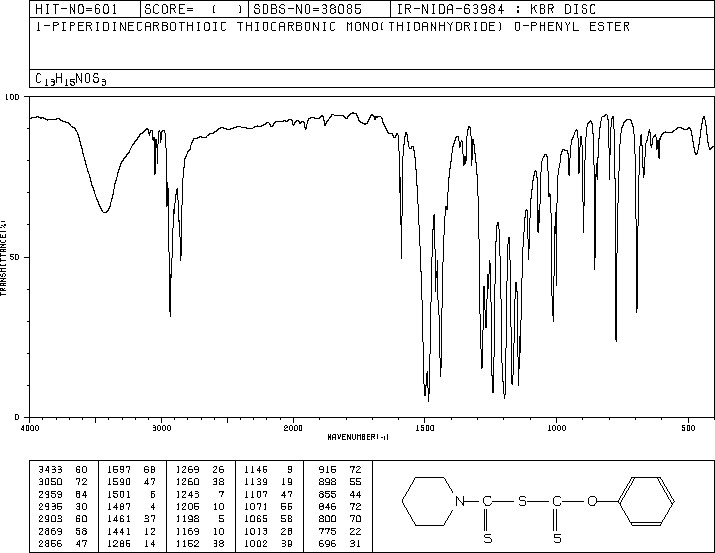 HIT-NO=601 SCORE= ( ) SDBS-NO=38085 IR-NIDA-63984 : KBR DISC
1-PIPERIDINECARBOTHIOIC THIOCARBONIC MONO(THIOANHYDRIDE) O-PHENYL ESTER
C13H15NOS3
100
50
0
TRANSMITTANCE(%)
4000 3000 2000 1500 1000 500
WAVENUMBER(-1)
3433 60 1597 68 1269 26 1146 9 916 72
3050 72 1590 47 1260 38 1139 19 898 55
2959 64 1501 6 1243 7 1107 47 855 44
2935 30 1487 4 1206 10 1071 55 846 72
2903 60 1461 37 1198 5 1065 58 800 70
2869 58 1441 12 1169 10 1013 28 775 22
2856 47 1285 14 1152 38 1002 39 696 31
N C S C O
S S